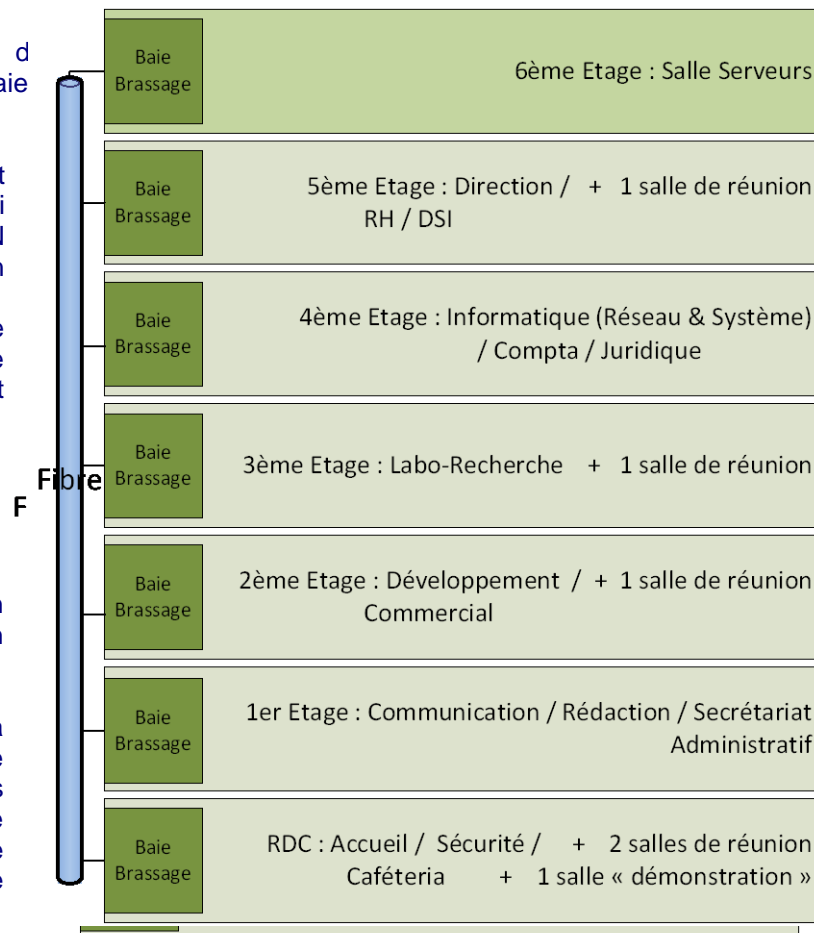 d
aie
Baie
Brassage
6ème Etage : Salle Serveurs
t
i
Baie
Brassage
5ème Etage : Direction / + 1 salle de réunion
RH / DSI
n
e
e
t
Baie
Brassage
4ème Etage : Informatique (Réseau & Système)
/ Compta / Juridique
Fibre
F
Baie
Brassage
3ème Etage : Labo-Recherche + 1 salle de réunion
n
n
Baie
Brassage
2ème Etage : Développement / + 1 salle de réunion
Commercial
a
e
s
Baie
Brassage
1er Etage : Communication / Rédaction / Secrétariat
Administratif
e
e
e
Baie
Brassage
RDC : Accueil / Sécurité / + 2 salles de réunion
Caféteria + 1 salle « démonstration »